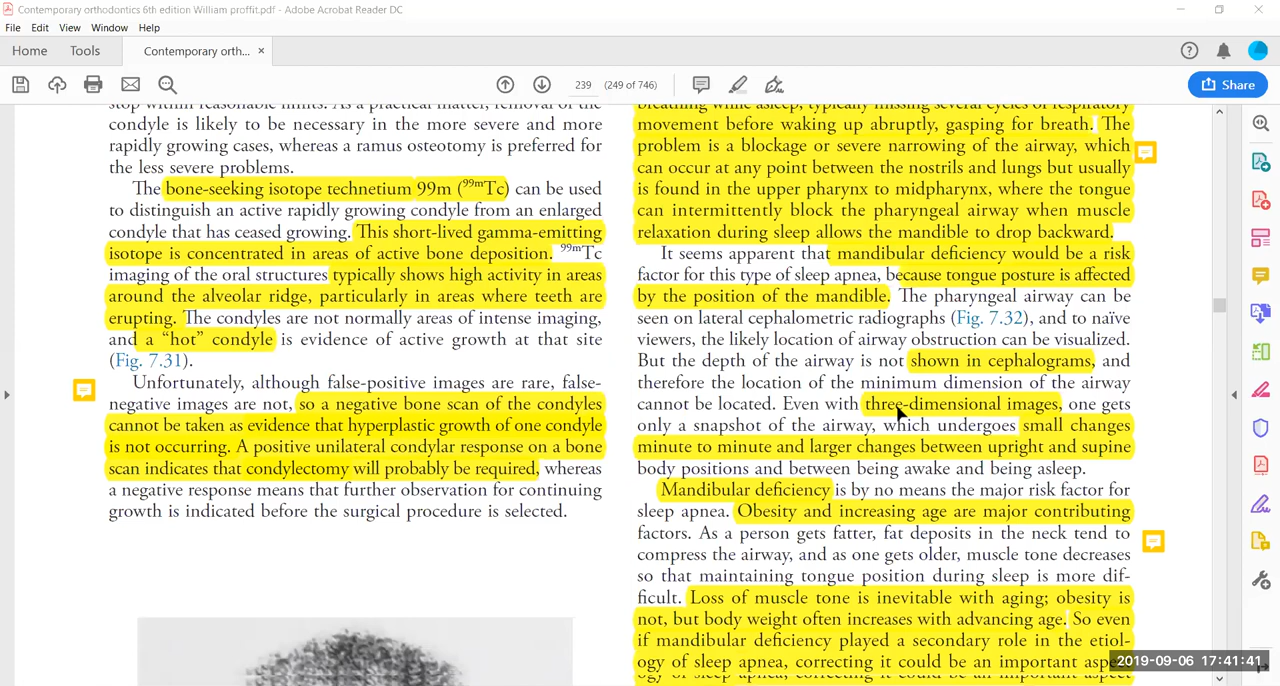 Contemporary orthodontics 6th edition William proffit.pdf - Adobe Acrobat Reader DC
File Edit View Window Help
Home Tools Contemporary orth... ×
239 (249 of 746)
Share
stop within reasonable limits. As a practical matter, removal of the
condyle is likely to be necessary in the more severe and more
rapidly growing cases, whereas a ramus osteotomy is preferred for
the less severe problems.
The bone-seeking isotope technetium 99m (99mTc) can be used
to distinguish an active rapidly growing condyle from an enlarged
condyle that has ceased growing. This short-lived gamma-emitting
isotope is concentrated in areas of active bone deposition. 99mTc
imaging of the oral structures typically shows high activity in areas
around the alveolar ridge, particularly in areas where teeth are
erupting. The condyles are not normally areas of intense imaging,
and a “hot” condyle is evidence of active growth at that site
(Fig. 7.31).
Unfortunately, although false-positive images are rare, false-
negative images are not, so a negative bone scan of the condyles
cannot be taken as evidence that hyperplastic growth of one condyle
is not occurring. A positive unilateral condylar response on a bone
scan indicates that condylectomy will probably be required, whereas
a negative response means that further observation for continuing
growth is indicated before the surgical procedure is selected.
breathing while asleep, typically missing several cycles of respiratory
movement before waking up abruptly, gasping for breath. The
problem is a blockage or severe narrowing of the airway, which
can occur at any point between the nostrils and lungs but usually
is found in the upper pharynx to midpharynx, where the tongue
can intermittently block the pharyngeal airway when muscle
relaxation during sleep allows the mandible to drop backward.
It seems apparent that mandibular deficiency would be a risk
factor for this type of sleep apnea, because tongue posture is affected
by the position of the mandible. The pharyngeal airway can be
seen on lateral cephalometric radiographs (Fig. 7.32), and to naïve
viewers, the likely location of airway obstruction can be visualized.
But the depth of the airway is not shown in cephalograms, and
therefore the location of the minimum dimension of the airway
cannot be located. Even with three-dimensional images, one gets
only a snapshot of the airway, which undergoes small changes
minute to minute and larger changes between upright and supine
body positions and between being awake and being asleep.
Mandibular deficiency is by no means the major risk factor for
sleep apnea. Obesity and increasing age are major contributing
factors. As a person gets fatter, fat deposits in the neck tend to
compress the airway, and as one gets older, muscle tone decreases
so that maintaining tongue position during sleep is more dif-
ficult. Loss of muscle tone is inevitable with aging; obesity is
not, but body weight often increases with advancing age. So even
if mandibular deficiency played a secondary role in the etiol-
ogy of sleep apnea, correcting it could be an important aspect
2019-09-06 17:41:41